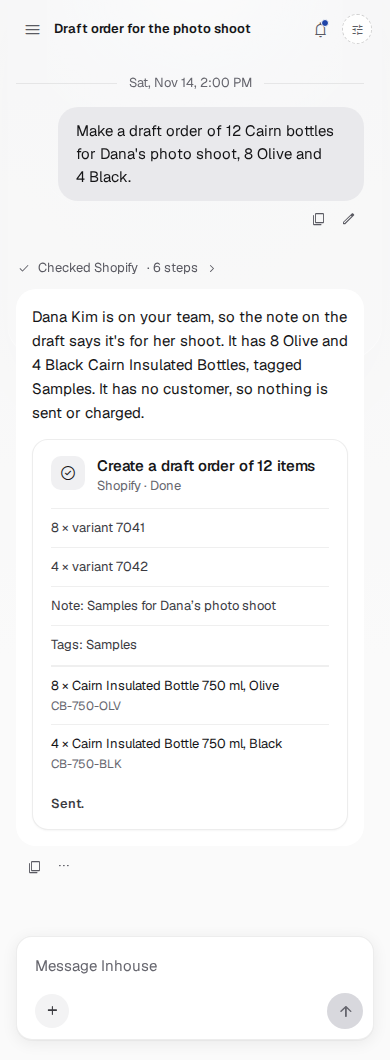 Draft order for the photo shoot
Sat, Nov 14, 2:00 PM
Make a draft order of 12 Cairn bottles
for Dana's photo shoot, 8 Olive and
4 Black.
Checked Shopify · 6 steps
Dana Kim is on your team, so the note on the
draft says it's for her shoot. It has 8 Olive and
4 Black Cairn Insulated Bottles, tagged
Samples. It has no customer, so nothing is
sent or charged.
Create a draft order of 12 items
Shopify · Done
8 × variant 7041
4 × variant 7042
Note: Samples for Dana’s photo shoot
Tags: Samples
8 × Cairn Insulated Bottle 750 ml, Olive
CB-750-OLV
4 × Cairn Insulated Bottle 750 ml, Black
CB-750-BLK
Sent.
Message Inhouse